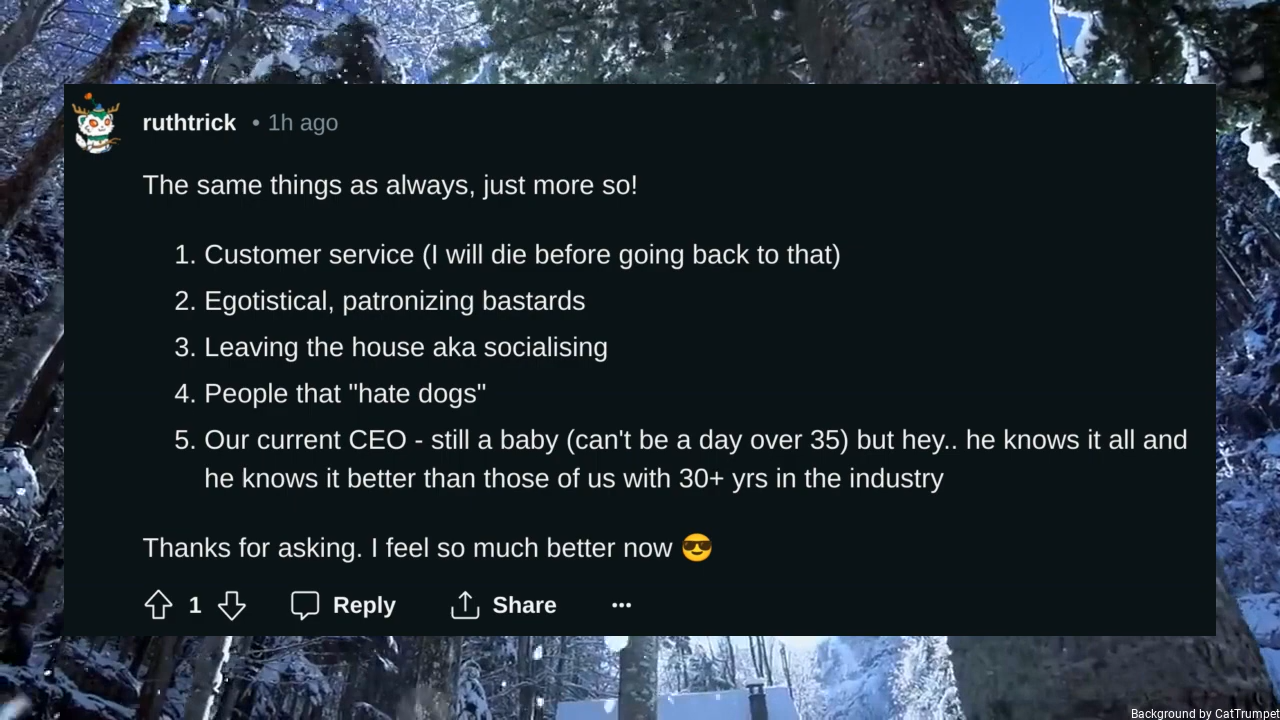 ruthtrick • 1h ago
The same things as always, just more so!
1. Customer service (I will die before going back to that)
2. Egotistical, patronizing bastards
3. Leaving the house aka socialising
4. People that "hate dogs"
5. Our current CEO - still a baby (can't be a day over 35) but hey.. he knows it all and
he knows it better than those of us with 30+ yrs in the industry
Thanks for asking. I feel so much better now 😎
1 Reply Share ···
Background by CatTrumpet